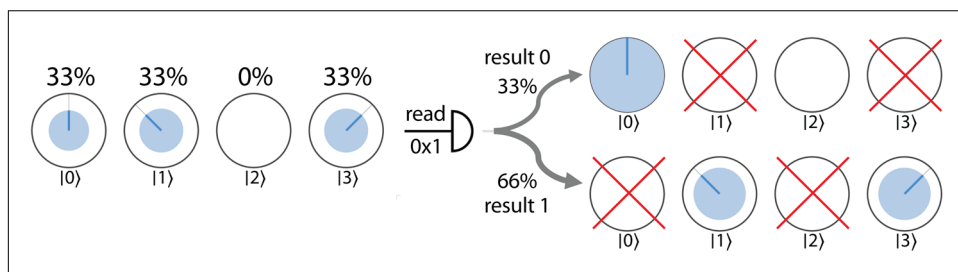 33% 33% 0% 33%
|0⟩ |1⟩ |2⟩ |3⟩
read
0x1
result 0
33%
|0⟩ |1⟩ |2⟩ |3⟩
66%
result 1
|0⟩ |1⟩ |2⟩ |3⟩